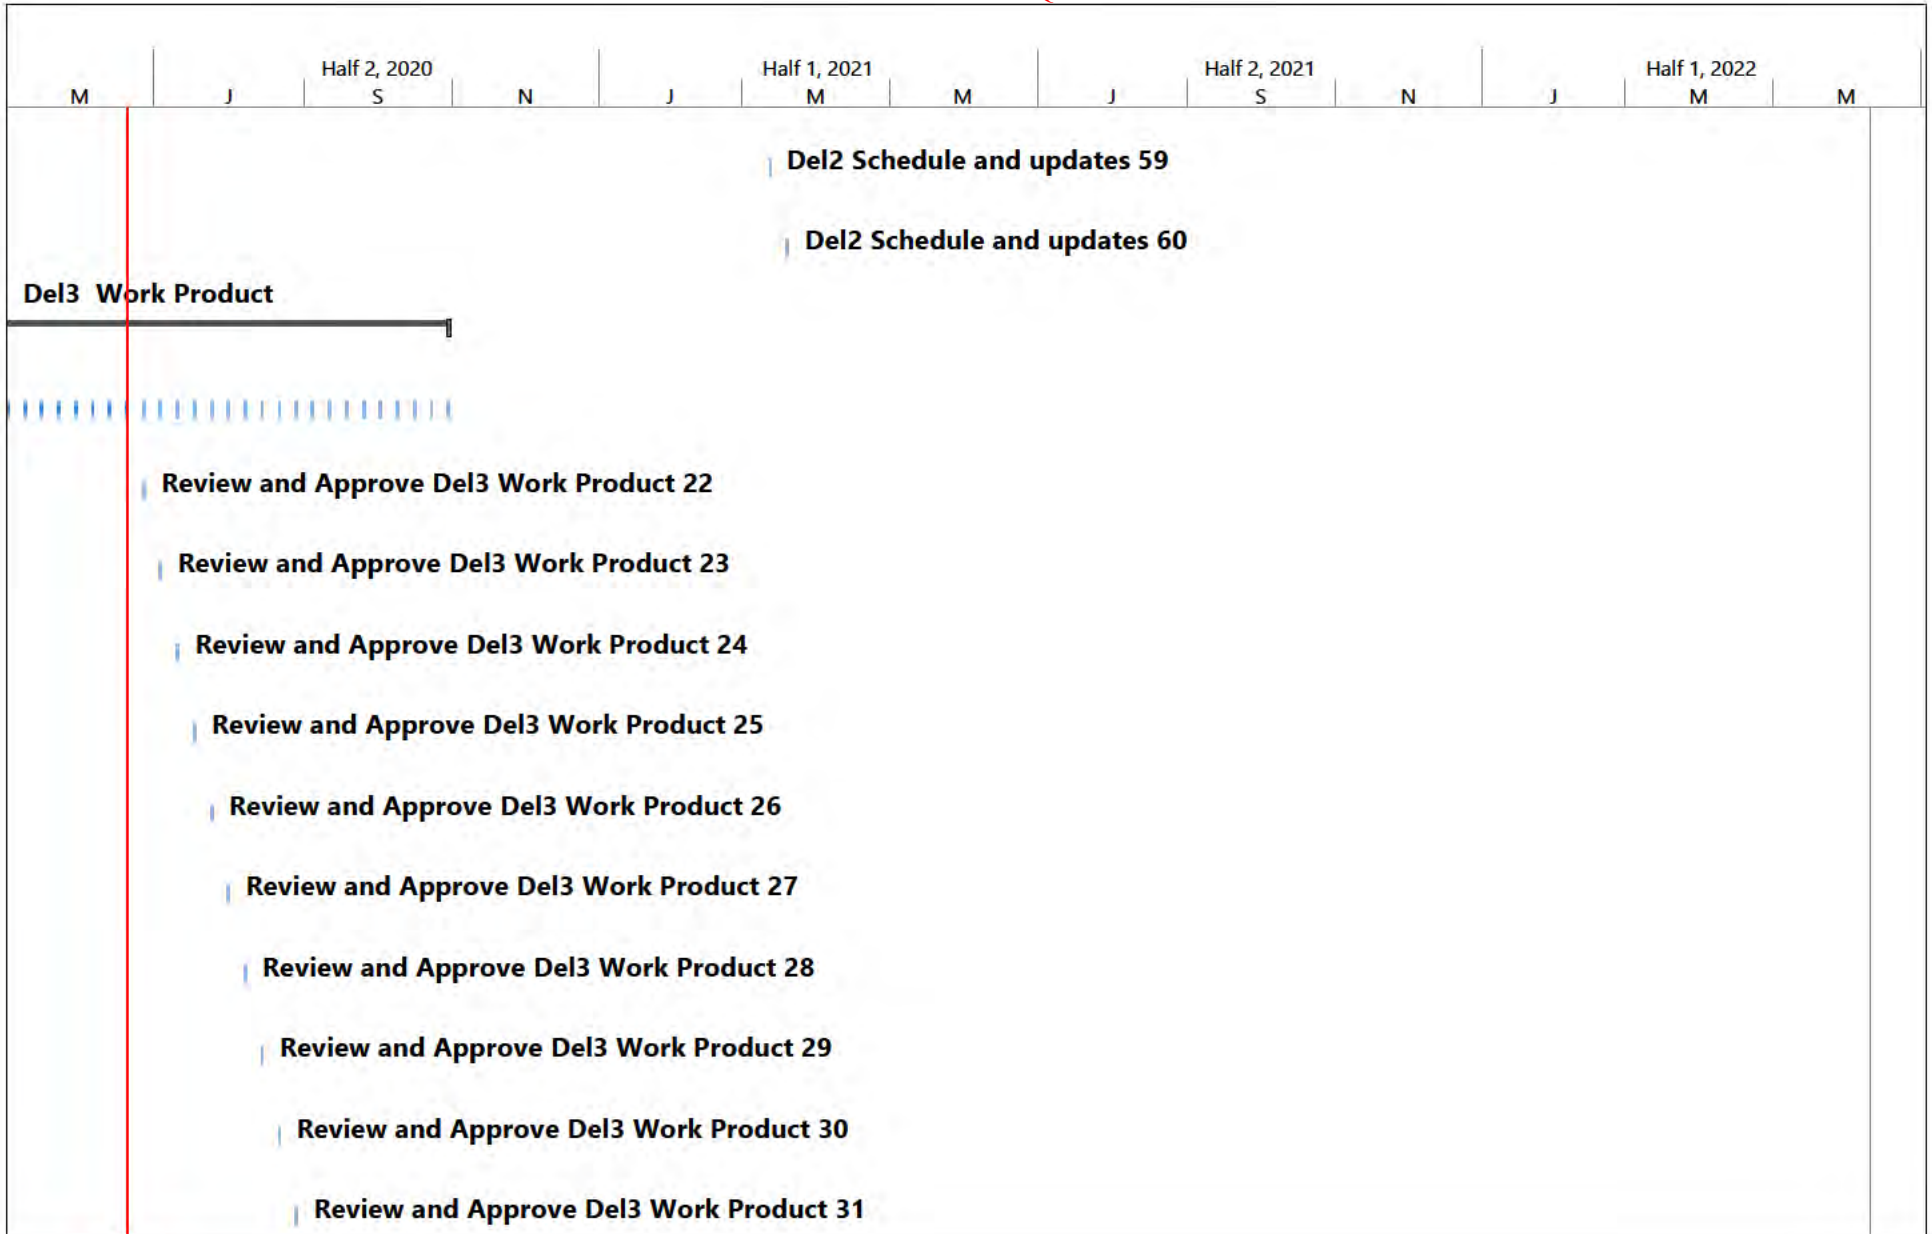 Half 2, 2020 Half 1, 2021 Half 2, 2021 Half 1, 2022
M J S N J M M J S N J M M
Del2 Schedule and updates 59
Del2 Schedule and updates 60
Del3 Work Product
Review and Approve Del3 Work Product 22
Review and Approve Del3 Work Product 23
Review and Approve Del3 Work Product 24
Review and Approve Del3 Work Product 25
Review and Approve Del3 Work Product 26
Review and Approve Del3 Work Product 27
Review and Approve Del3 Work Product 28
Review and Approve Del3 Work Product 29
Review and Approve Del3 Work Product 30
Review and Approve Del3 Work Product 31